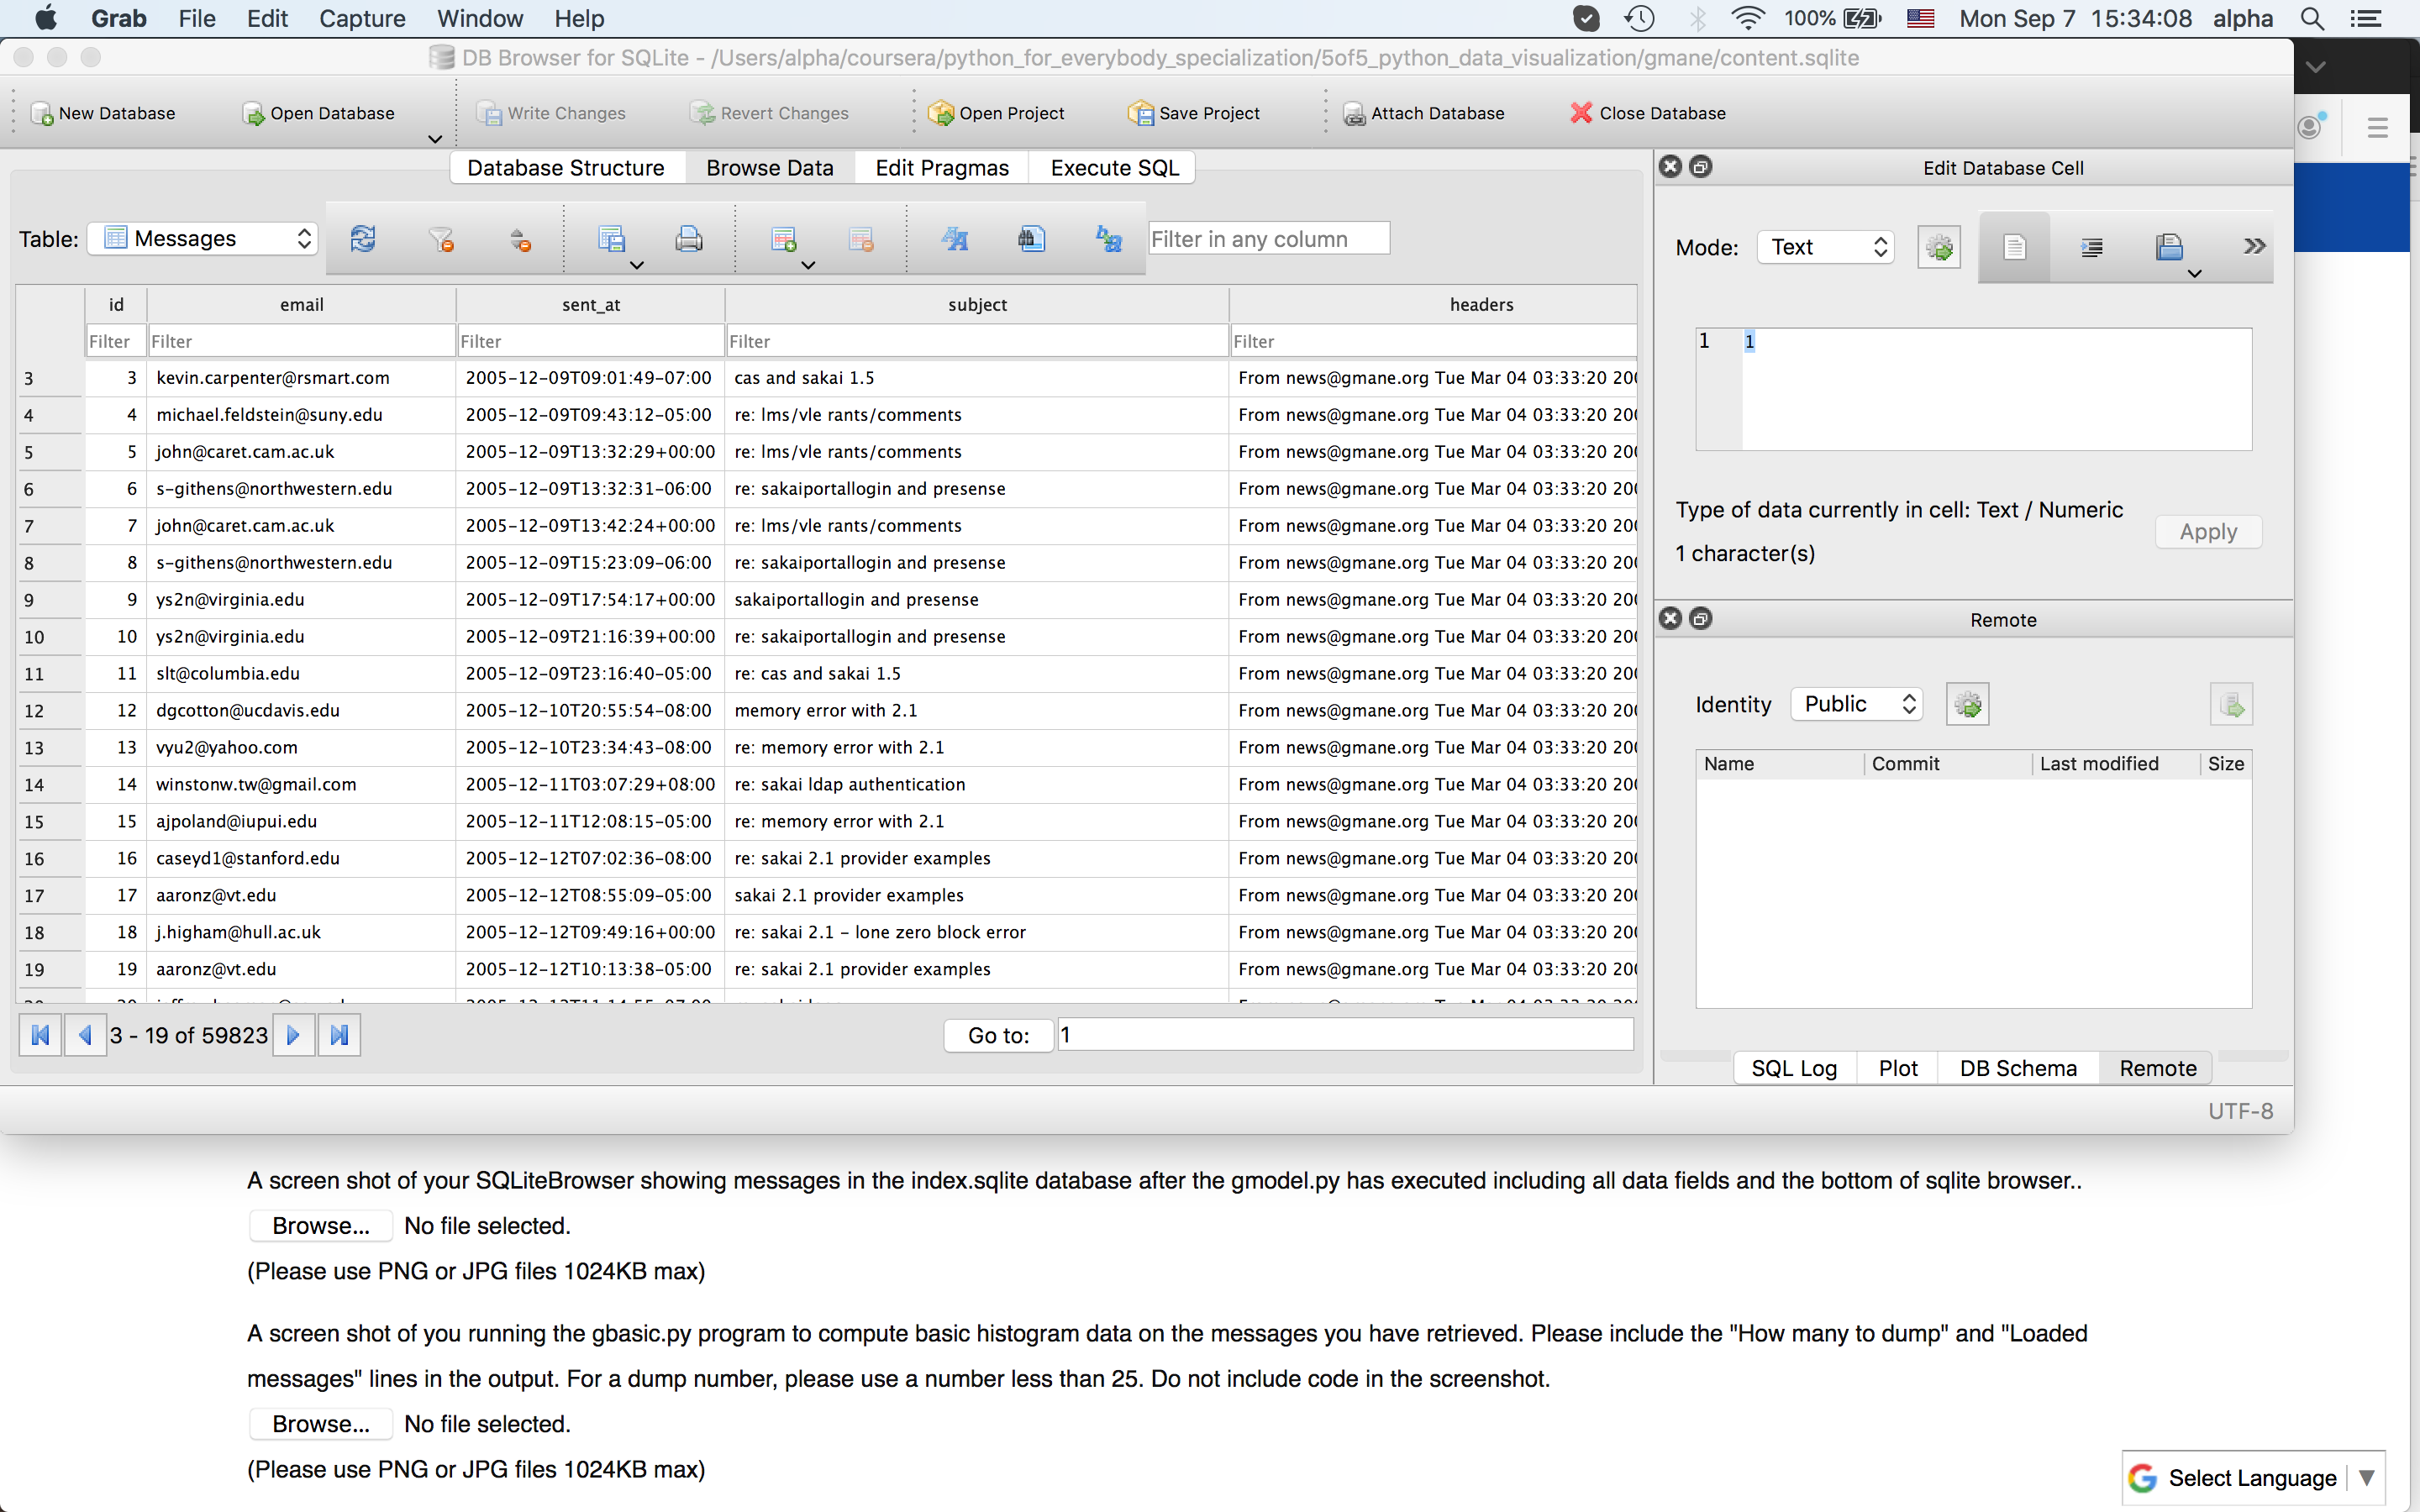 Grab File Edit Capture Window Help 100% Mon Sep 7 15:34:08 alpha
DB Browser for SQLite - /Users/alpha/coursera/python_for_everybody_specialization/5of5_python_data_visualization/gmane/content.sqlite
New Database Open Database Write Changes Revert Changes Open Project Save Project Attach Database Close Database
Database Structure Browse Data Edit Pragmas Execute SQL
Table: Messages Filter in any column
id email sent_at subject headers
Filter Filter Filter Filter Filter
3 3 kevin.carpenter@rsmart.com 2005-12-09T09:01:49-07:00 cas and sakai 1.5 From news@gmane.org Tue Mar 04 03:33:20 200
4 4 michael.feldstein@suny.edu 2005-12-09T09:43:12-05:00 re: lms/vle rants/comments From news@gmane.org Tue Mar 04 03:33:20 200
5 5 john@caret.cam.ac.uk 2005-12-09T13:32:29+00:00 re: lms/vle rants/comments From news@gmane.org Tue Mar 04 03:33:20 200
6 6 s-githens@northwestern.edu 2005-12-09T13:32:31-06:00 re: sakaiportallogin and presense From news@gmane.org Tue Mar 04 03:33:20 200
7 7 john@caret.cam.ac.uk 2005-12-09T13:42:24+00:00 re: lms/vle rants/comments From news@gmane.org Tue Mar 04 03:33:20 200
8 8 s-githens@northwestern.edu 2005-12-09T15:23:09-06:00 re: sakaiportallogin and presense From news@gmane.org Tue Mar 04 03:33:20 200
9 9 ys2n@virginia.edu 2005-12-09T17:54:17+00:00 sakaiportallogin and presense From news@gmane.org Tue Mar 04 03:33:20 200
10 10 ys2n@virginia.edu 2005-12-09T21:16:39+00:00 re: sakaiportallogin and presense From news@gmane.org Tue Mar 04 03:33:20 200
11 11 slt@columbia.edu 2005-12-09T23:16:40-05:00 re: cas and sakai 1.5 From news@gmane.org Tue Mar 04 03:33:20 200
12 12 dgcotton@ucdavis.edu 2005-12-10T20:55:54-08:00 memory error with 2.1 From news@gmane.org Tue Mar 04 03:33:20 200
13 13 vyu2@yahoo.com 2005-12-10T23:34:43-08:00 re: memory error with 2.1 From news@gmane.org Tue Mar 04 03:33:20 200
14 14 winstonw.tw@gmail.com 2005-12-11T03:07:29+08:00 re: sakai ldap authentication From news@gmane.org Tue Mar 04 03:33:20 200
15 15 ajpoland@iupui.edu 2005-12-11T12:08:15-05:00 re: memory error with 2.1 From news@gmane.org Tue Mar 04 03:33:20 200
16 16 caseyd1@stanford.edu 2005-12-12T07:02:36-08:00 re: sakai 2.1 provider examples From news@gmane.org Tue Mar 04 03:33:20 200
17 17 aaronz@vt.edu 2005-12-12T08:55:09-05:00 sakai 2.1 provider examples From news@gmane.org Tue Mar 04 03:33:20 200
18 18 j.higham@hull.ac.uk 2005-12-12T09:49:16+00:00 re: sakai 2.1 - lone zero block error From news@gmane.org Tue Mar 04 03:33:20 200
19 19 aaronz@vt.edu 2005-12-12T10:13:38-05:00 re: sakai 2.1 provider examples From news@gmane.org Tue Mar 04 03:33:20 200
3 - 19 of 59823 Go to: 1
Edit Database Cell
Mode: Text
1 1
Type of data currently in cell: Text / Numeric
1 character(s)
Apply
Remote
Identity Public
Name Commit Last modified Size
SQL Log Plot DB Schema Remote
UTF-8
A screen shot of your SQLiteBrowser showing messages in the index.sqlite database after the gmodel.py has executed including all data fields and the bottom of sqlite browser..
Browse... No file selected.
(Please use PNG or JPG files 1024KB max)
A screen shot of you running the gbasic.py program to compute basic histogram data on the messages you have retrieved. Please include the "How many to dump" and "Loaded
messages" lines in the output. For a dump number, please use a number less than 25. Do not include code in the screenshot.
Browse... No file selected.
(Please use PNG or JPG files 1024KB max)
Select Language